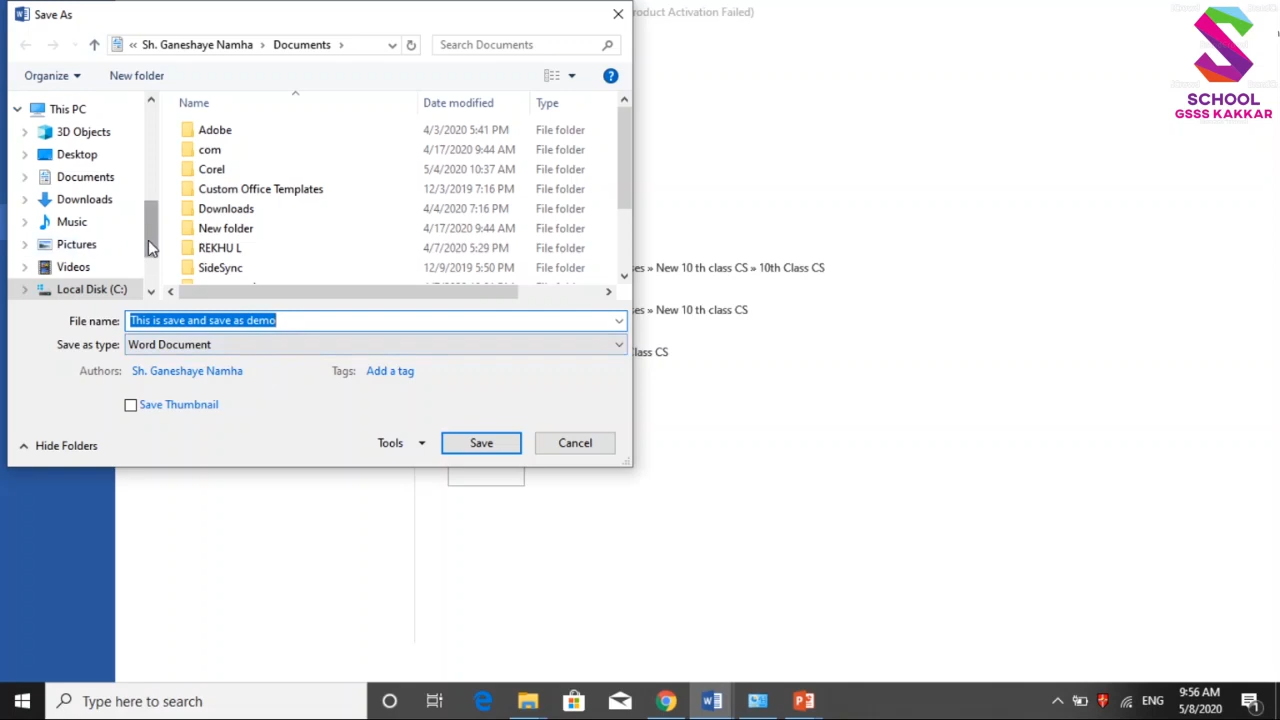 Save As
roduct Activation Failed)
« Sh. Ganeshaye Namha > Documents >
Search Documents
Organize
New folder
Name Date modified Type
This PC
3D Objects
Desktop
Documents
Downloads
Music
Pictures
Videos
Local Disk (C:)
Adobe 4/3/2020 5:41 PM File folder
com 4/17/2020 9:44 AM File folder
Corel 5/4/2020 10:37 AM File folder
Custom Office Templates 12/3/2019 7:16 PM File folder
Downloads 4/4/2020 7:16 PM File folder
New folder 4/17/2020 9:44 AM File folder
REKHU L 4/7/2020 5:29 PM File folder
SideSync 12/9/2019 5:50 PM File folder
File name: This is save and save as demo
Save as type: Word Document
Authors: Sh. Ganeshaye Namha Tags: Add a tag
Save Thumbnail
Hide Folders
Tools
Save
Cancel
es » New 10 th class CS » 10th Class CS
es » New 10 th class CS
lass CS
SCHOOL
GSSS KAKKAR
Type here to search
ENG
9:56 AM
5/8/2020
1